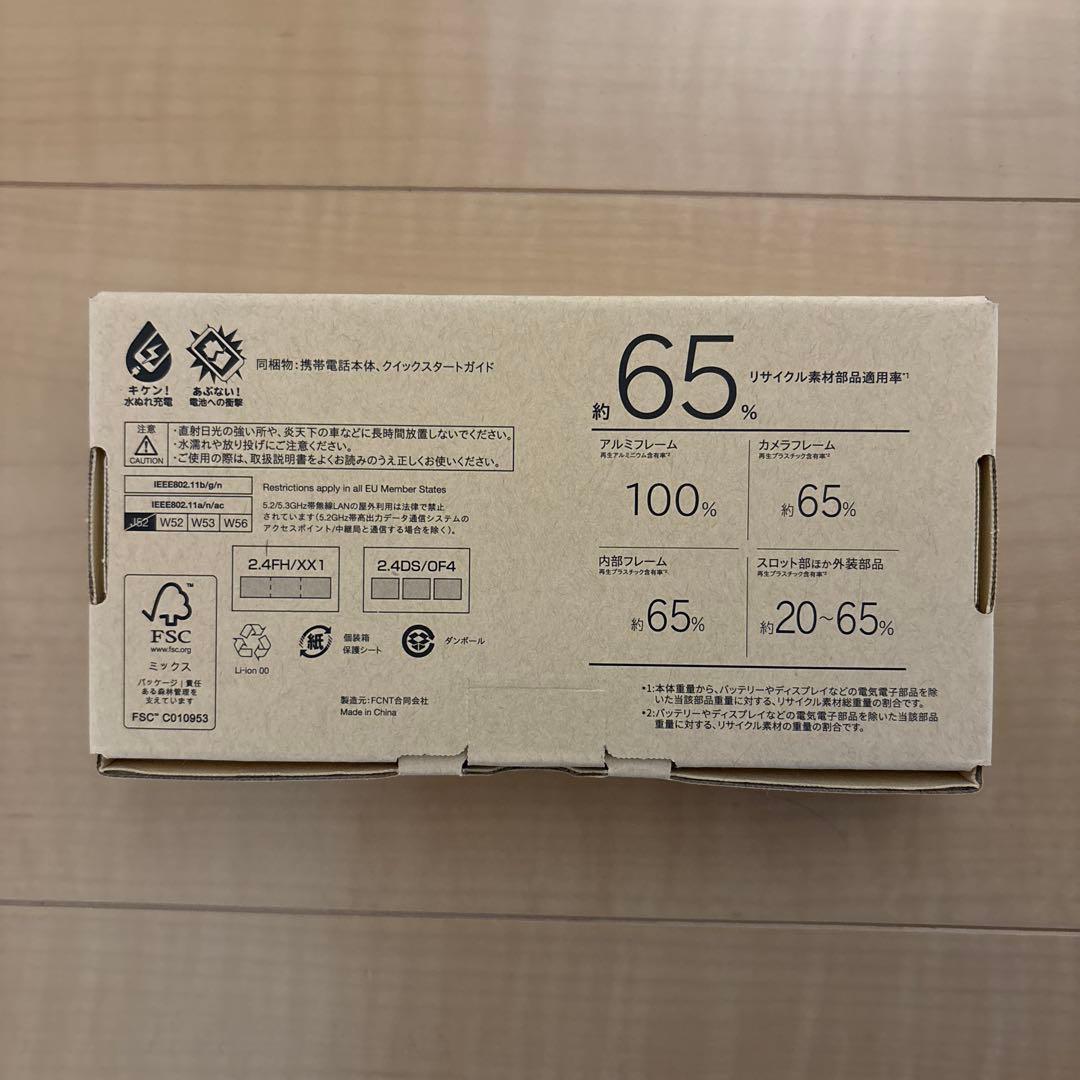 キケン!
水ぬれ充電
あぶない!
電池への衝撃
同梱物：携帯電話本体、クイックスタートガイド
注意
CAUTION
・直射日光の強い所や、炎天下の車などに長時間放置しないでください。
・水濡れや放り投げにご注意ください。
・ご使用の際は、取扱説明書をよくお読みのうえ正しくお使いください。
IEEE802.11b/g/n
IEEE802.11a/n/ac
J52 W52 W53 W56
Restrictions apply in all EU Member States
5.2/5.3GHz帯無線LANの屋外利用は法律で禁止
されています（5.2GHz帯高出力データ通信システムの
アクセスポイント/中継局と通信する場合を除く）。
2.4FH/XX1
2.4DS/OF4
FSC
www.fsc.org
ミックス
パッケージ｜責任
ある森林管理を
支えています
FSC™ C010953
Li-ion 00
紙
個装箱
保護シート
ダンボール
製造元：FCNT合同会社
Made in China
約65%
リサイクル素材部品適用率*1
アルミフレーム
再生アルミニウム含有率*2
100%
カメラフレーム
再生プラスチック含有率*2
約65%
内部フレーム
再生プラスチック含有率*2
約65%
スロット部ほか外装部品
再生プラスチック含有率*2
約20～65%
*1：本体重量から、バッテリーやディスプレイなどの電気電子部品を除
いた当該部品重量に対する、リサイクル素材総重量の割合です。
*2：バッテリーやディスプレイなどの電気電子部品を除いた当該部品
重量に対する、リサイクル素材の重量の割合です。